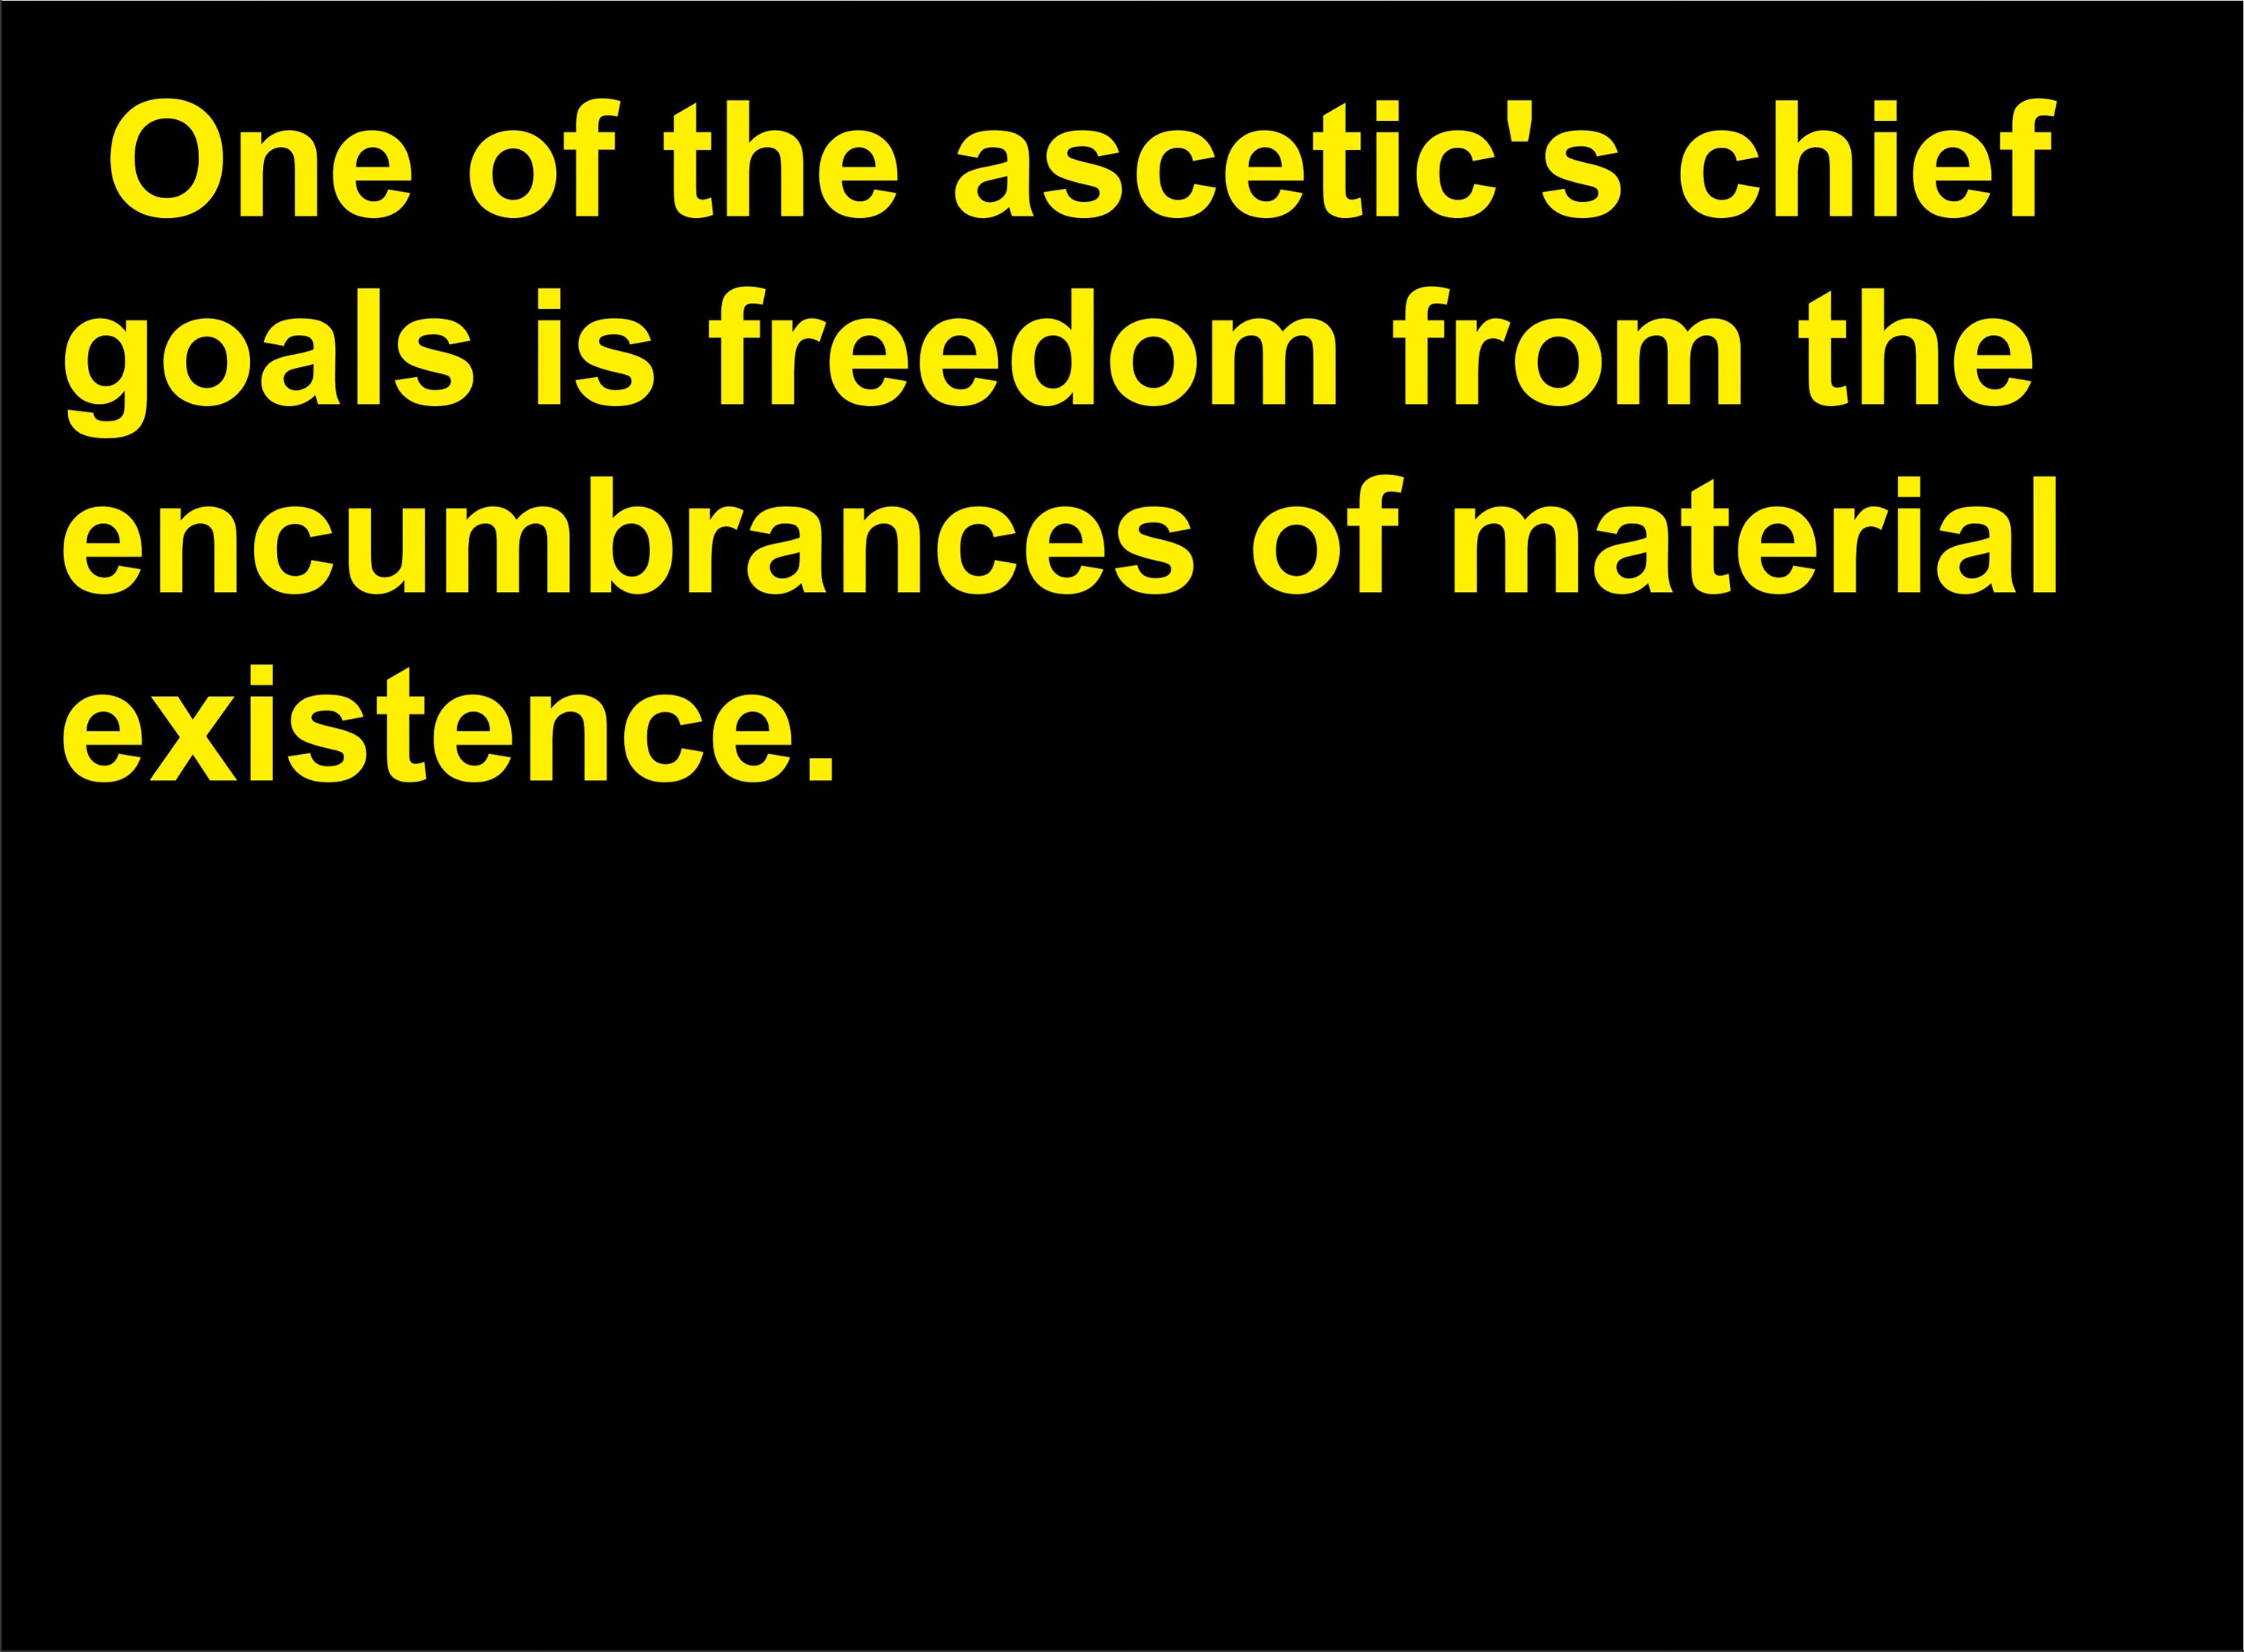 One of the ascetic's chief
goals is freedom from the
encumbrances of material
existence.